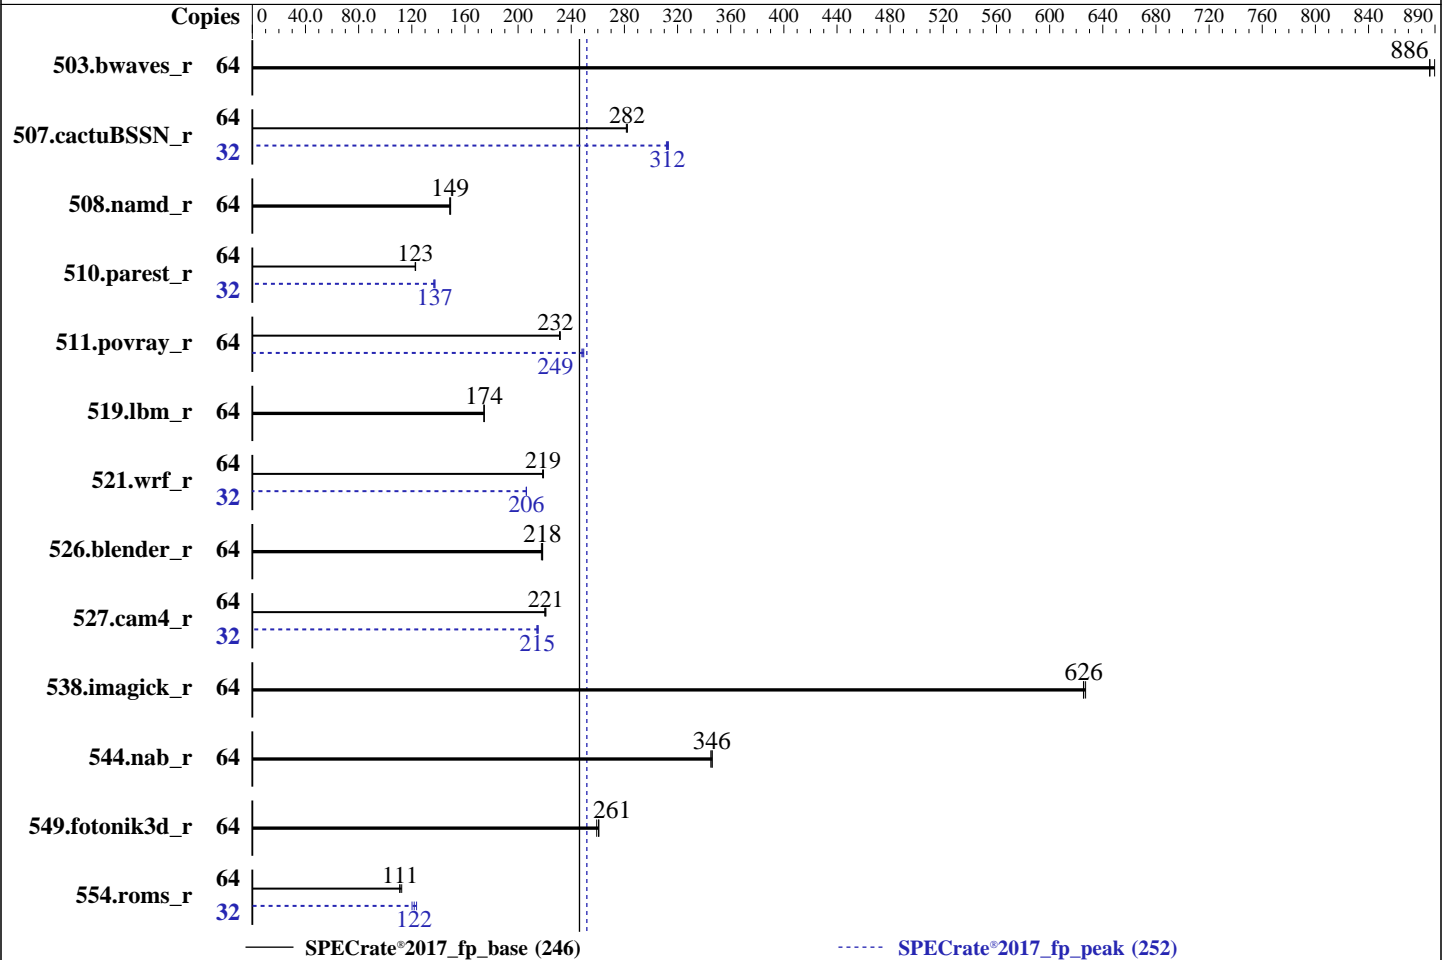 Copies 0 40.0 80.0 120 160 200 240 280 320 360 400 440 480 520 560 600 640 680 720 760 800 840 890
503.bwaves_r 64 886
507.cactuBSSN_r 64 282
32 312
508.namd_r 64 149
510.parest_r 64 123
32 137
511.povray_r 64 232
249
519.lbm_r 64 174
521.wrf_r 64 219
32 206
526.blender_r 64 218
527.cam4_r 64 221
32 215
538.imagick_r 64 626
544.nab_r 64 346
549.fotonik3d_r 64 261
554.roms_r 64 111
32 122
SPECrate®2017_fp_base (246) SPECrate®2017_fp_peak (252)